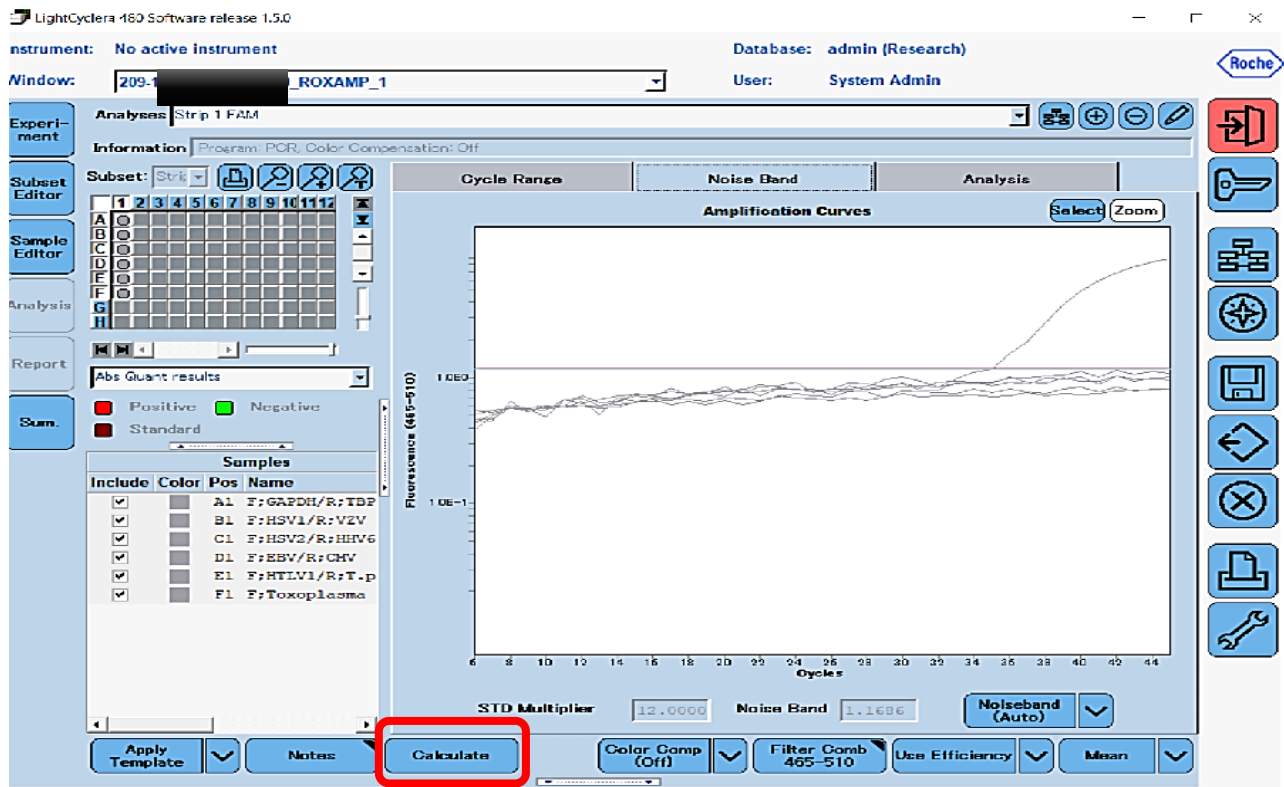 LightCyclera 480 Software release 1.5.0
nstrument: No active instrument
Database: admin (Research)
Roche
Window:
209-1
_ROXAMP_1
User: System Admin
Experi-
ment
Analyses Strip 1 FAM
Information Program: PCR, Color Compensation: Off
Subset
Editor
Subset:
Cycle Range
Noise Band
Analysis
1 2 3 4 5 6 7 8 9 10 11 12
Amplification Curves
Select
Zoom
A
B
C
D
E
F
G
H
Sample
Editor
Analysis
Report
Abs Quant results
Positive
Negative
Standard
Sum.
Samples
Include Color Pos Name
A1 F;GAPDH/R;TBP
B1 F;HSV1/R;VZV
C1 F;HSV2/R;HHV6
D1 F;EBV/R;CMV
E1 F;HTLV1/R;T.p
F1 F;Toxoplasma
Fluorescence (465-510)
1.0E0
1.0E-1
6 8 10 12 14 16 18 20 22 24 26 28 30 32 34 36 38 40 42 44
Cycles
STD Multiplier 12.0000
Noise Band 1.1686
Noiseband
(Auto)
Apply
Template
Notes
Calculate
Color Comp
(Off)
Filter Comb
465-510
Use Efficiency
Mean